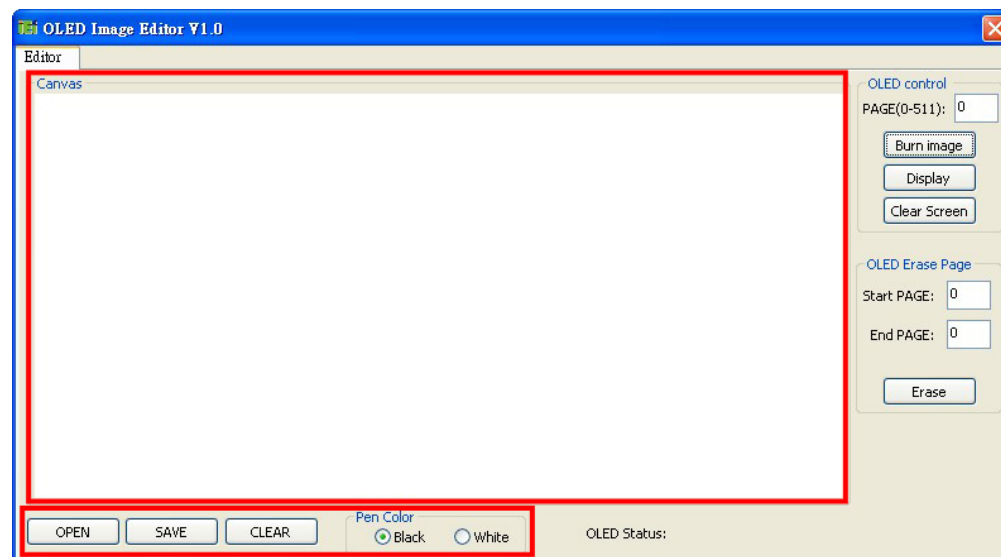 OLED Image Editor V1.0
Editor
Canvas
OLED control
PAGE(0-511): 0
Burn image
Display
Clear Screen
OLED Erase Page
Start PAGE: 0
End PAGE: 0
Erase
OPEN SAVE CLEAR
Pen Color
Black White
OLED Status: